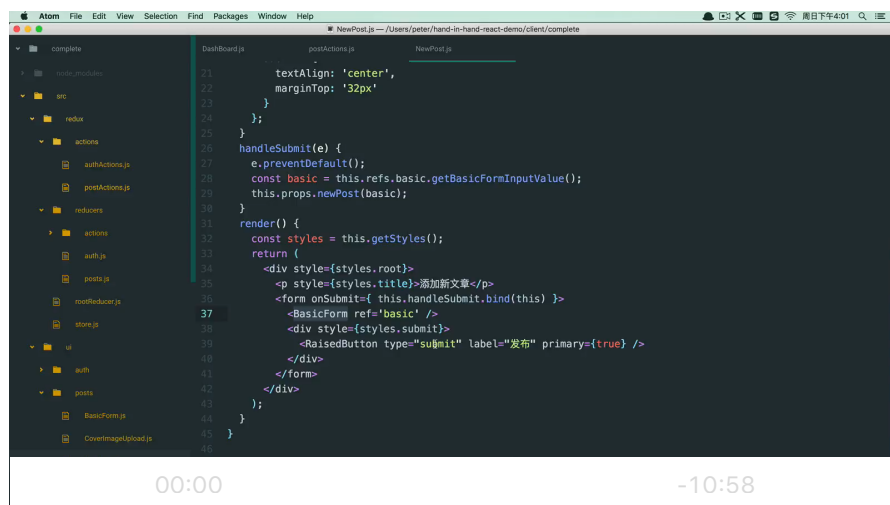 Atom File Edit View Selection Find Packages Window Help
周日下午4:01
NewPost.js — /Users/peter/hand-in-hand-react-demo/client/complete
complete
DashBoard.js postActions.js NewPost.js
node_modules
src
redux
actions
authActions.js
postActions.js
reducers
actions
auth.js
posts.js
rootReducer.js
store.js
ui
auth
posts
BasicForm.js
CoverImageUpload.js
21 textAlign: 'center',
22 marginTop: '32px'
23 }
24 };
25 }
26 handleSubmit(e) {
27 e.preventDefault();
28 const basic = this.refs.basic.getBasicFormInputValue();
29 this.props.newPost(basic);
30 }
31 render() {
32 const styles = this.getStyles();
33 return (
34 <div style={styles.root}>
35 <p style={styles.title}>添加新文章</p>
36 <form onSubmit={ this.handleSubmit.bind(this) }>
37 <BasicForm ref='basic' />
38 <div style={styles.submit}>
39 <RaisedButton type="submit" label="发布" primary={true} />
40 </div>
41 </form>
42 </div>
43 );
44 }
45 }
46
00:00 -10:58